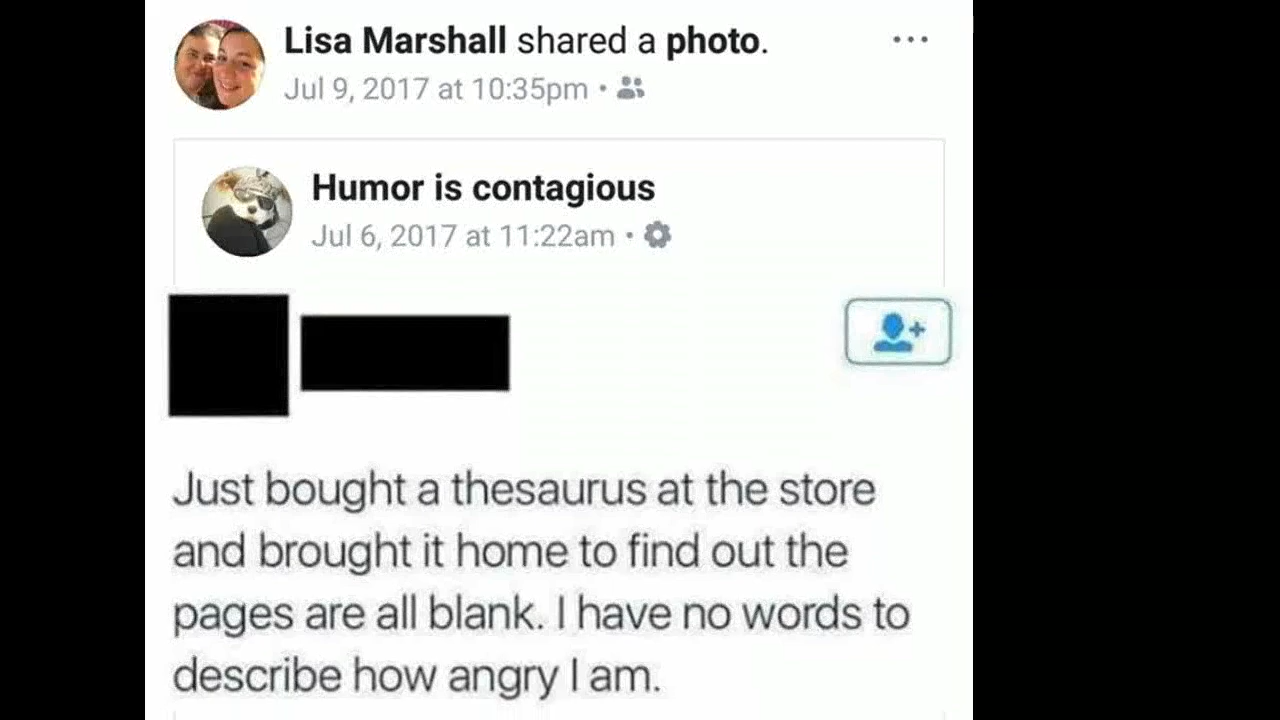 Lisa Marshall shared a photo.
Jul 9, 2017 at 10:35pm •
Humor is contagious
Jul 6, 2017 at 11:22am •
Just bought a thesaurus at the store
and brought it home to find out the
pages are all blank. I have no words to
describe how angry I am.